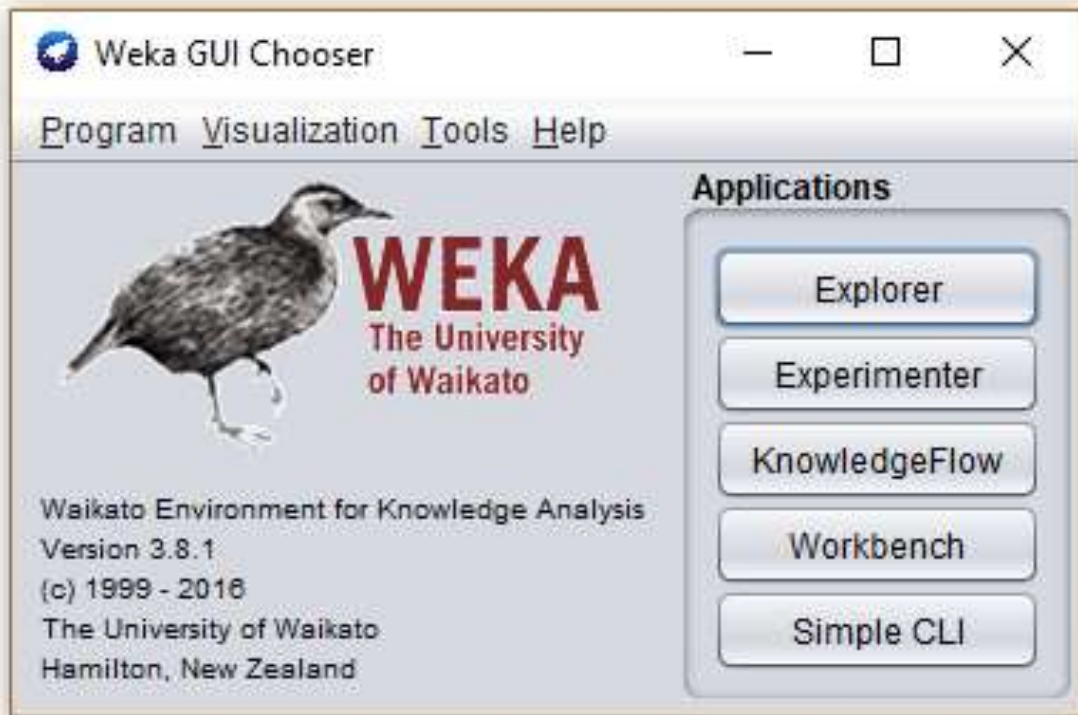 Weka GUI Chooser
Program Visualization Tools Help
WEKA
The University
of Waikato
Waikato Environment for Knowledge Analysis
Version 3.8.1
(c) 1999 - 2016
The University of Waikato
Hamilton, New Zealand
Applications
Explorer
Experimenter
KnowledgeFlow
Workbench
Simple CLI